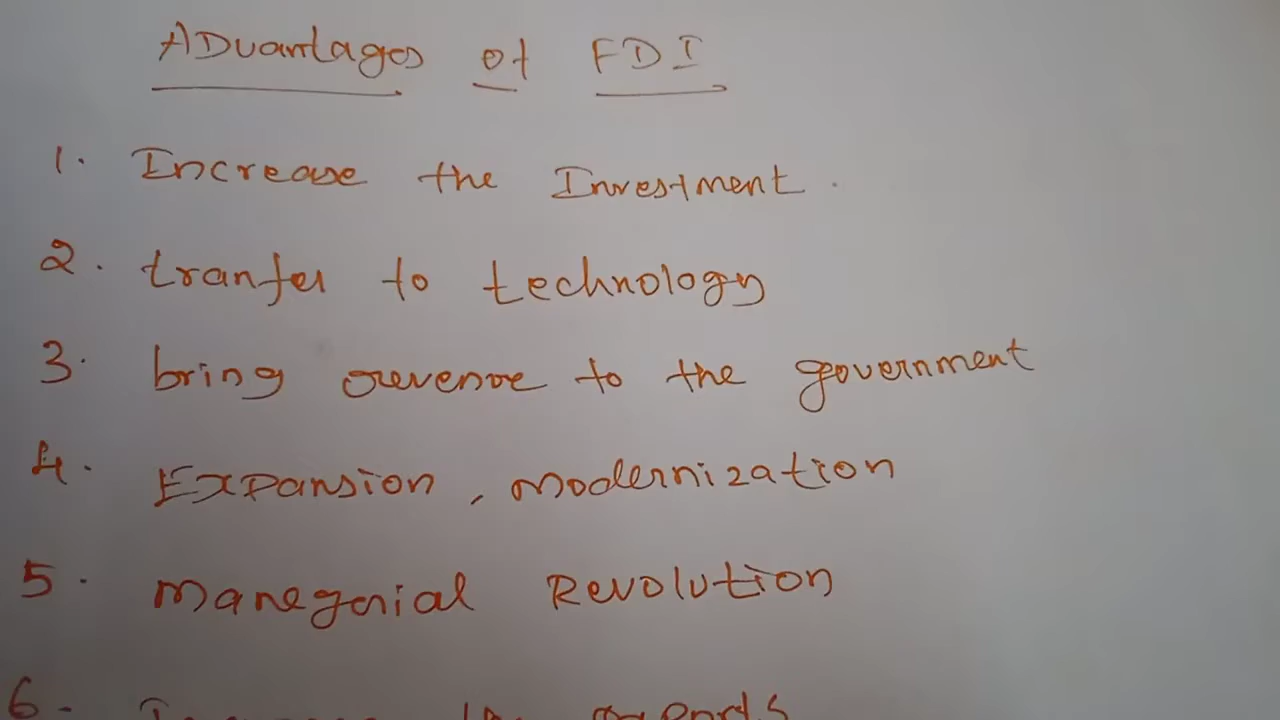 ADvantages of FDI
1. Increase the Investment.
2. tranfer to technology
3. bring revenue to the government
4. Expansion, modernization
5. Manegerial Revolution
6.